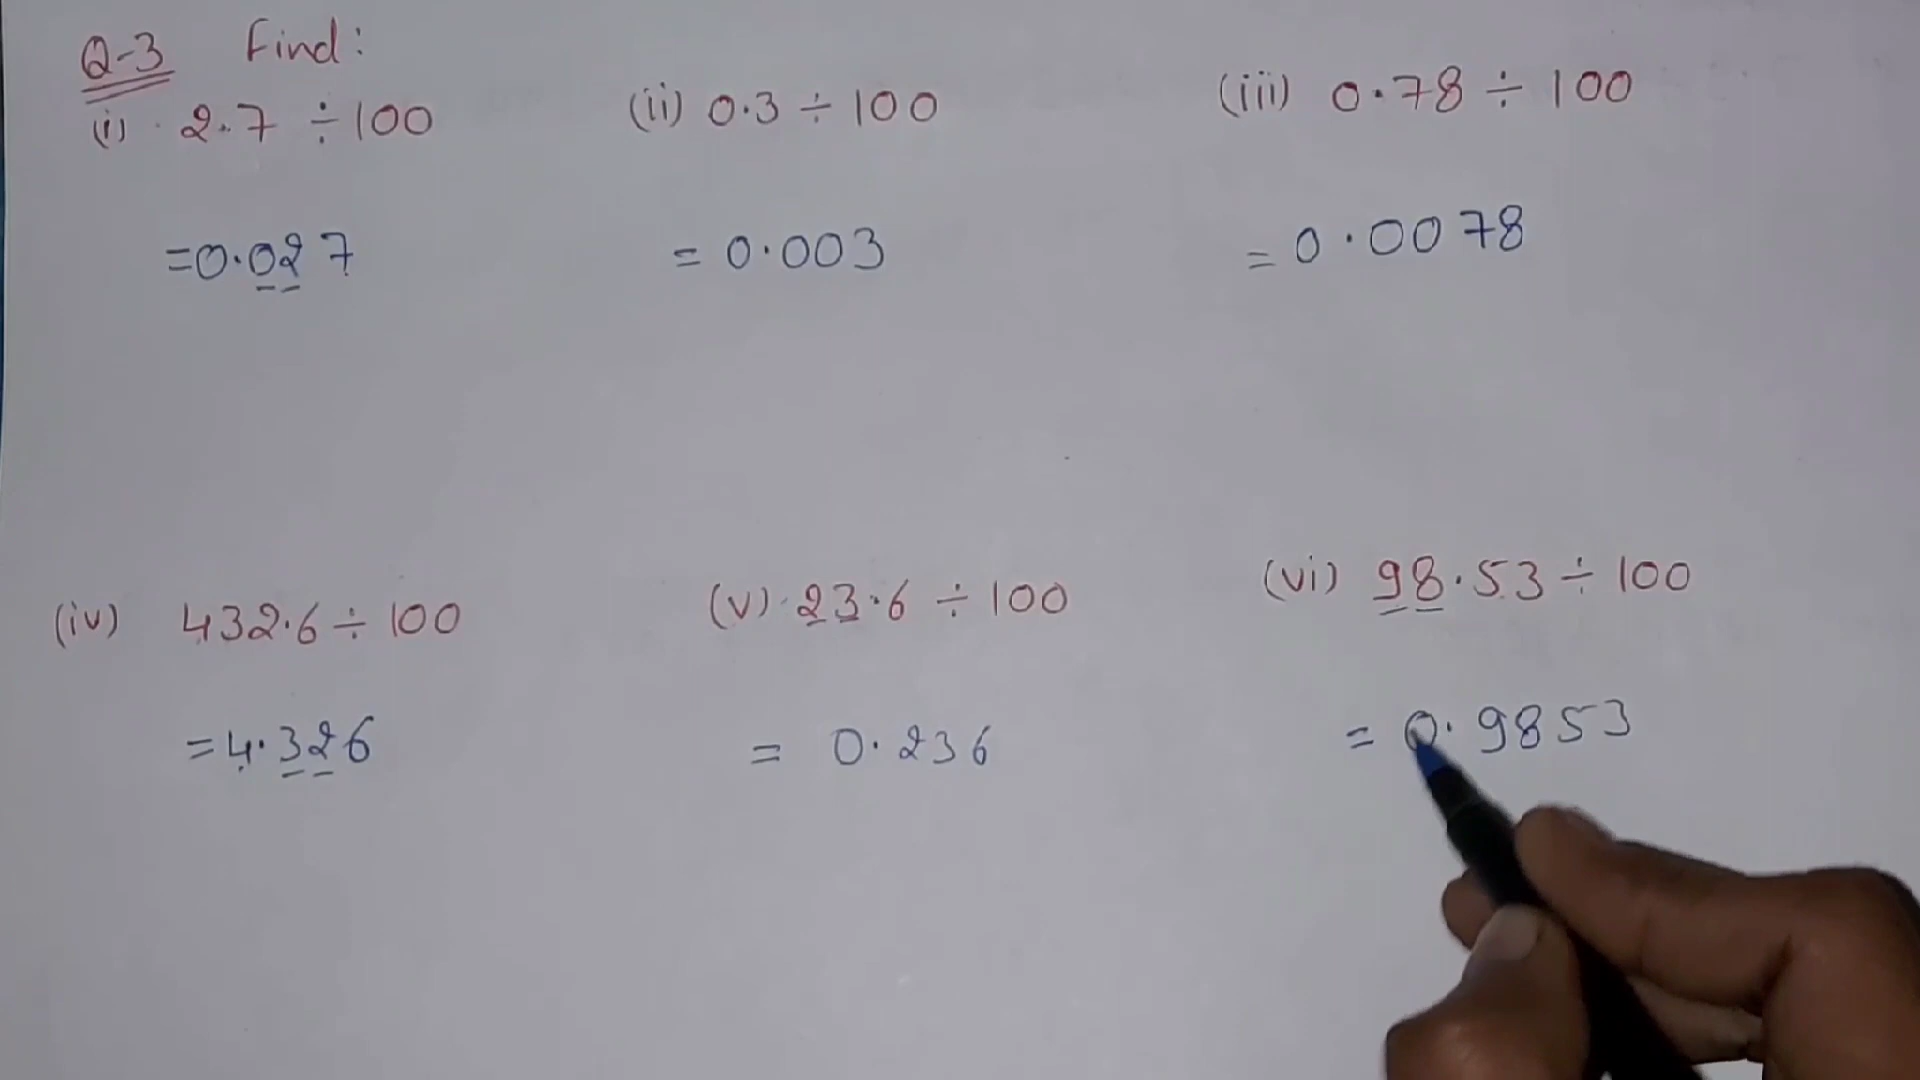 Q-3 Find:
(i) 2.7 ÷ 100
(ii) 0.3 ÷ 100
(iii) 0.78 ÷ 100
=0.027
= 0.003
= 0.0078
(iv) 432.6 ÷ 100
(v) 23.6 ÷ 100
(vi) 98.53 ÷ 100
= 4.326
= 0.236
= 0.9853